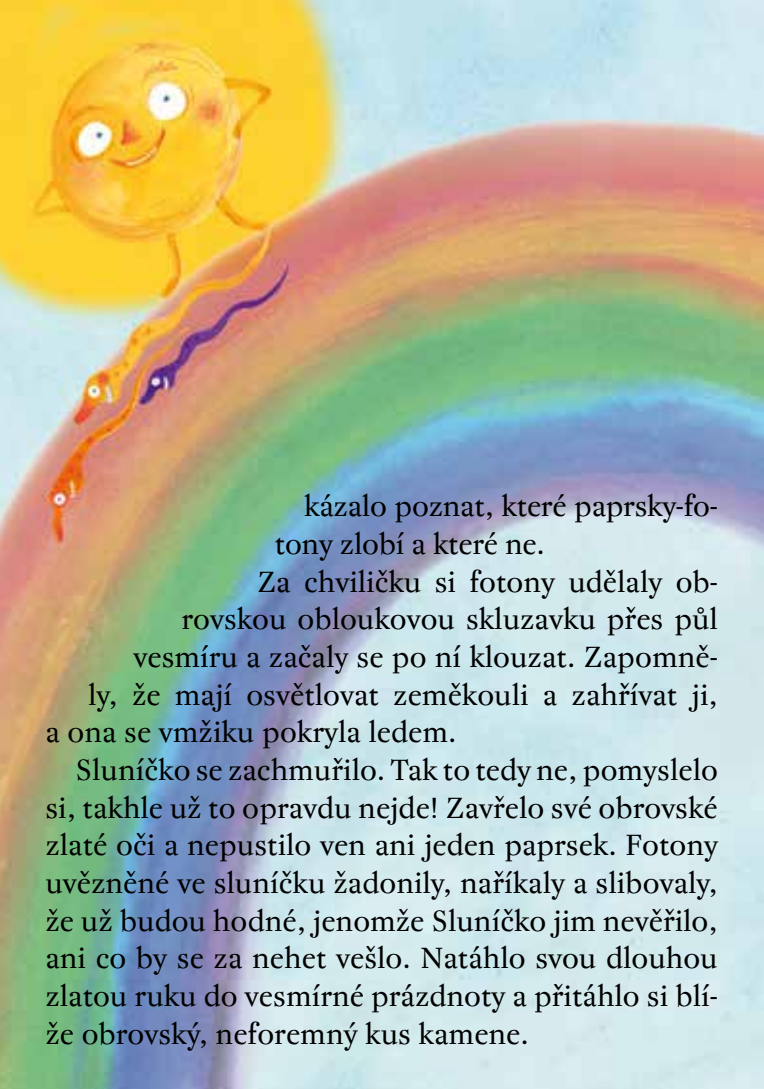 kázalo poznat, které paprsky-fo-
tony zlobí a které ne.
Za chviličku si fotony udělaly ob-
rovskou obloukovou skluzavku přes půl
vesmíru a začaly se po ní klouzat. Zapomně-
ly, že mají osvětlovat zeměkouli a zahřívat ji,
a ona se vmžiku pokryla ledem.
Sluníčko se zachmuřilo. Tak to tedy ne, pomyslelo
si, takhle už to opravdu nejde! Zavřelo své obrovské
zlaté oči a nepustilo ven ani jeden paprsek. Fotony
uvězněné ve sluníčku žadonily, naříkaly a slibovaly,
že už budou hodné, jenomže Sluníčko jim nevěřilo,
ani co by se za nehet vešlo. Natáhlo svou dlouhou
zlatou ruku do vesmírné prázdnoty a přitáhlo si blí-
že obrovský, neforemný kus kamene.